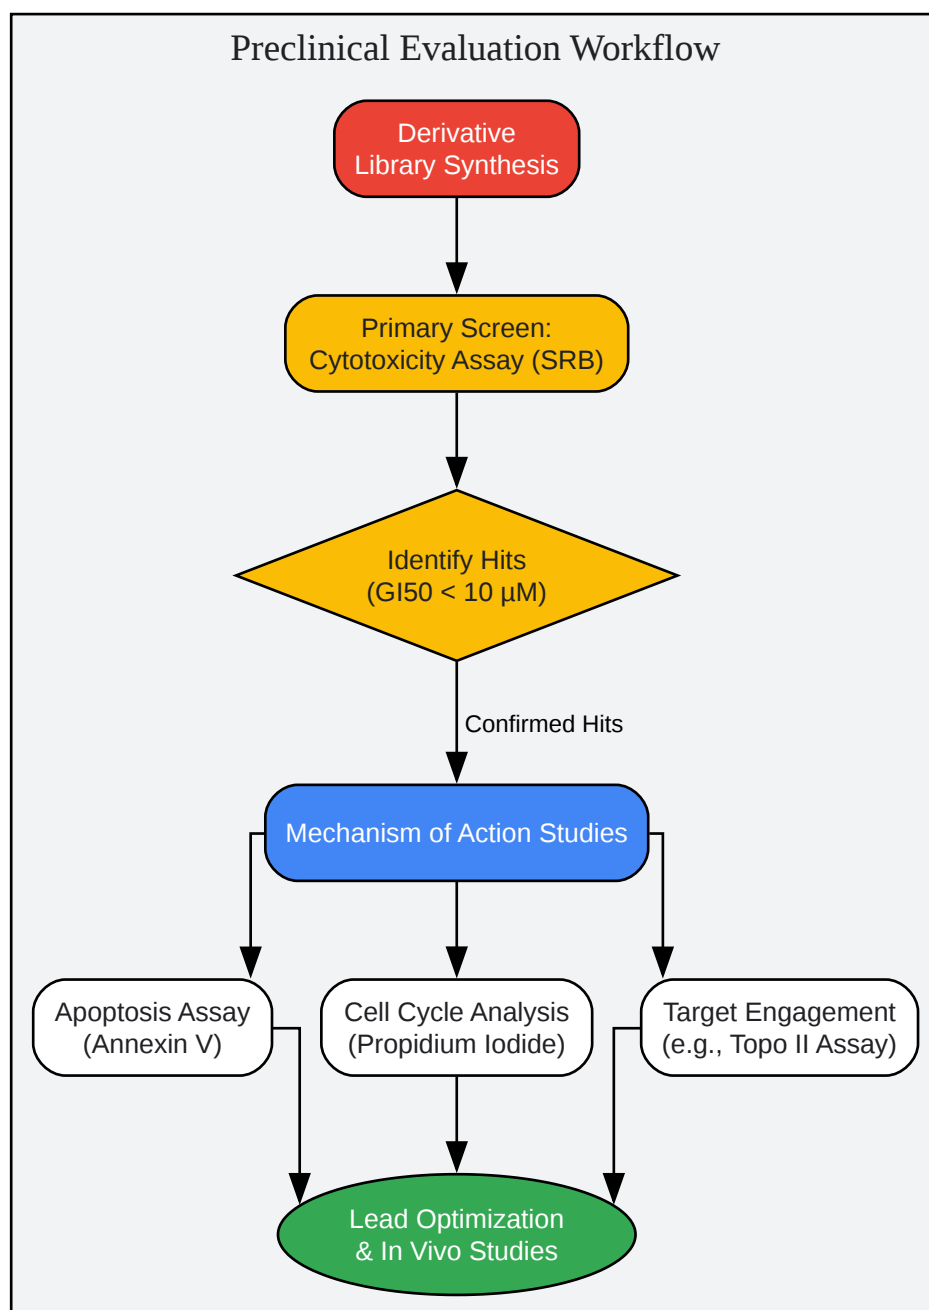 Preclinical Evaluation Workflow
Derivative
Library Synthesis
Primary Screen:
Cytotoxicity Assay (SRB)
Identify Hits
(GI50 < 10 µM)
Confirmed Hits
Mechanism of Action Studies
Apoptosis Assay
(Annexin V)
Cell Cycle Analysis
(Propidium Iodide)
Target Engagement
(e.g., Topo II Assay)
Lead Optimization
& In Vivo Studies